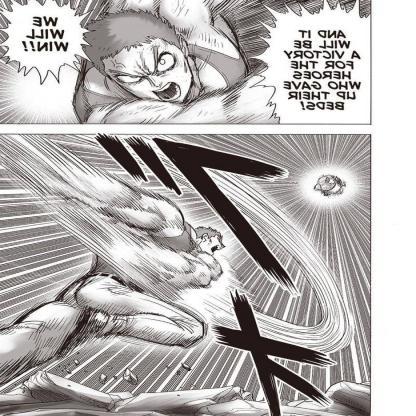 AND IT
WILL BE
A VICTORY
FOR THE
HEROES
WHO GAVE
UP THEIR
BEDS!
WE
WILL
WIN!!